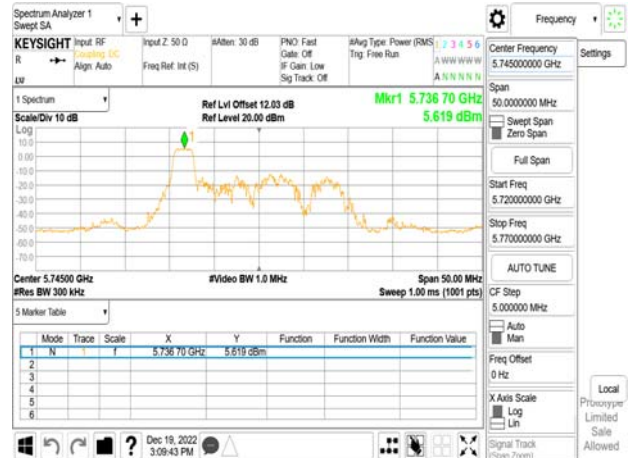 Spectrum Analyzer 1
Swept SA
Frequency
KEYSIGHT
R
LXI
Input: RF
Coupling: DC
Align: Auto
Input Z: 50 Ω
Freq Ref: Int (S)
#Atten: 30 dB
PNO: Fast
Gate: Off
IF Gain: Low
Sig Track: Off
#Avg Type: Power (RMS
Trig: Free Run
1 2 3 4 5 6
A W W W W W
A N N N N N
1 Spectrum
Scale/Div 10 dB
Ref Lvl Offset 12.03 dB
Ref Level 20.00 dBm
Mkr1 5.736 70 GHz
5.619 dBm
Log
10.0
0.00
-10.0
-20.0
-30.0
-40.0
-50.0
-60.0
-70.0
1
Center 5.74500 GHz
#Res BW 300 kHz
#Video BW 1.0 MHz
Span 50.00 MHz
Sweep 1.00 ms (1001 pts)
5 Marker Table
Mode Trace Scale X Y Function Function Width Function Value
1 N 1 f 5.736 70 GHz 5.619 dBm
2
3
4
5
6
Dec 19, 2022
3:09:43 PM
Center Frequency
5.745000000 GHz
Settings
Span
50.0000000 MHz
Swept Span
Zero Span
Full Span
Start Freq
5.720000000 GHz
Stop Freq
5.770000000 GHz
AUTO TUNE
CF Step
5.000000 MHz
Auto
Man
Freq Offset
0 Hz
X Axis Scale
Log
Lin
Signal Track
(Span Zoom)
Local
Prototype
Limited
Sale
Allowed